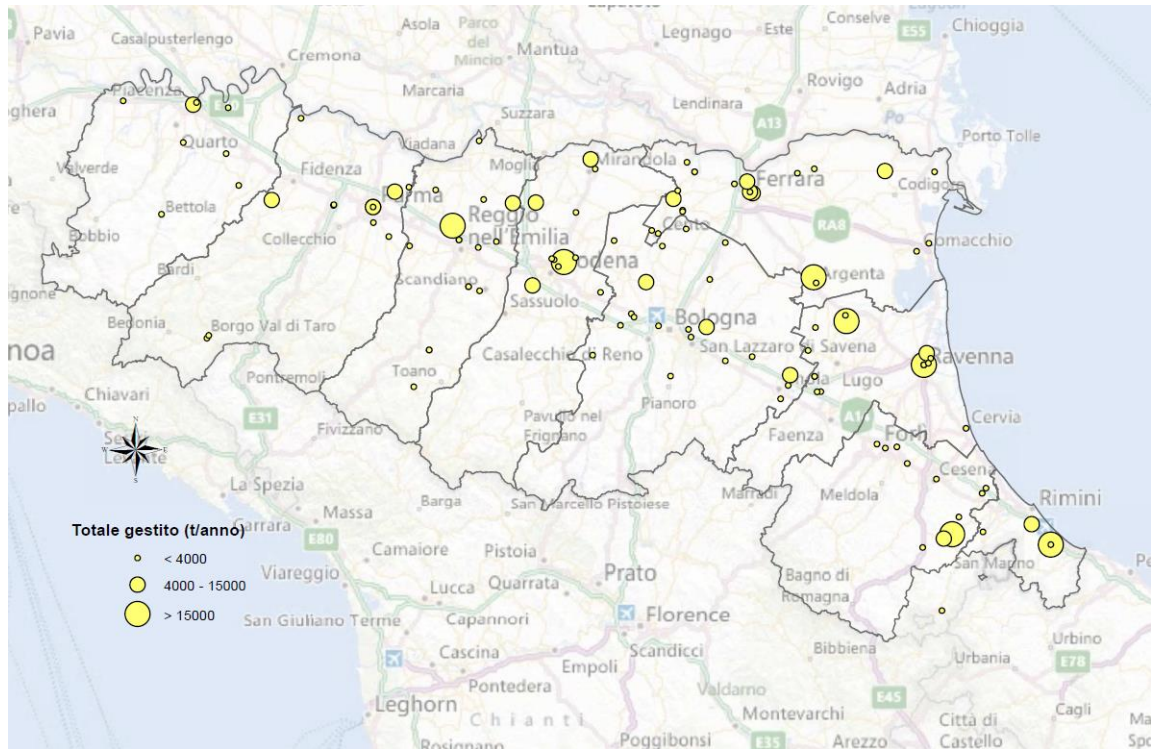 Lapatoto
Asola
Parco
del
Mincio
Legnago
Este
Conselve
E55
Chioggia
Pavia
Casalpusterlengo
Cremona
Mantua
Rovigo
Marcaria
Lendinara
Adria
Piacenza
Suzzara
A13
Po
Porto Tolle
Quarto
Viadana
Moglia
Mirandola
Valverde
Fidenza
Ferrara
Codigoro
Bettola
Parma
Reggio
nell'Emilia
Cento
RA8
Comacchio
Bobbio
Collecchio
Bardi
Scandiano
Modena
Argenta
Sassuolo
Bedonia
Borgo Val di Taro
Bologna
San Lazzaro di Savena
Ravenna
Casalecchio di Reno
Chiavari
Pontremoli
Toano
Lugo
Pianoro
E31
Pavullo nel
Frignano
A14
Cervia
Fivizzano
Faenza
Forlì
Cesena
La Spezia
Barga
San Marcello Pistoiese
Marradi
Meldola
Rimini
Carrara
Massa
E80
Camaiore
Pistoia
San Marino
Bagno di
Romagna
Viareggio
Lucca
Quarrata
Prato
San Giuliano Terme
Capannori
Florence
Urbino
Cascina
Empoli
Scandicci
Bibbiena
Urbania
E78
Pontedera
Valdarno
E45
Leghorn
Chianti
Montevarchi
Città di
Castello
Cagli
Rosignano
Poggibonsi
E35
Arezzo
N
W
E
S
Totale gestito (t/anno)
< 4000
4000 - 15000
> 15000